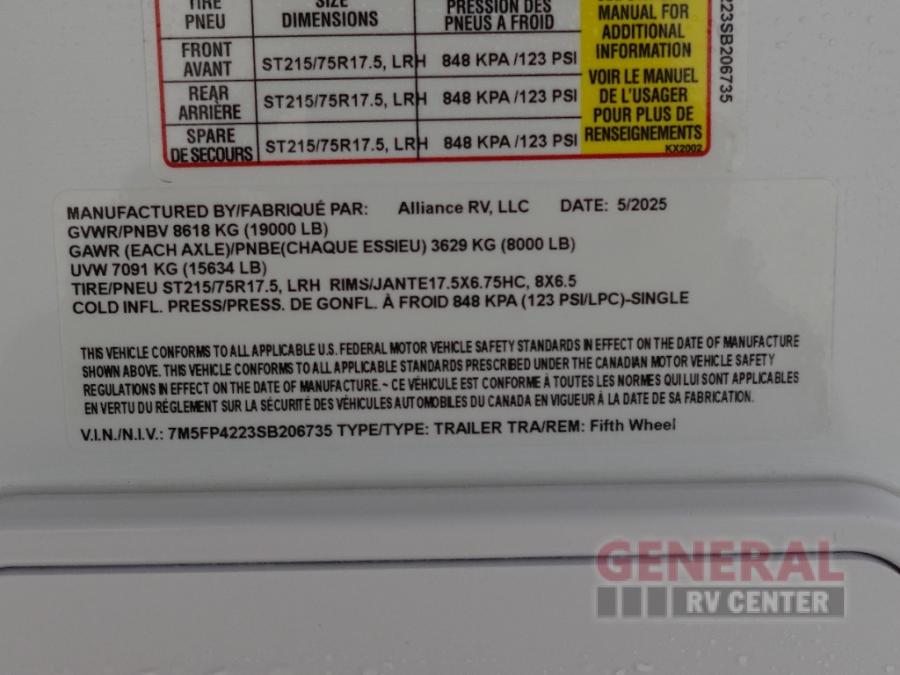 TIRE SIZE
PNEU DIMENSIONS PRESSION DES
PNEUS A FROID
FRONT
AVANT ST215/75R17.5, LRH 848 KPA /123 PSI
REAR
ARRIÈRE ST215/75R17.5, LRH 848 KPA /123 PSI
SPARE
DE SECOURS ST215/75R17.5, LRH 848 KPA /123 PSI
MANUAL FOR
ADDITIONAL
INFORMATION
VOIR LE MANUEL
DE L'USAGER
POUR PLUS DE
RENSEIGNEMENTS
KX2002
223SB206735
MANUFACTURED BY/FABRIQUÉ PAR: Alliance RV, LLC DATE: 5/2025
GVWR/PNBV 8618 KG (19000 LB)
GAWR (EACH AXLE)/PNBE(CHAQUE ESSIEU) 3629 KG (8000 LB)
UVW 7091 KG (15634 LB)
TIRE/PNEU ST215/75R17.5, LRH RIMS/JANTE17.5X6.75HC, 8X6.5
COLD INFL. PRESS/PRESS. DE GONFL. À FROID 848 KPA (123 PSI/LPC)-SINGLE
THIS VEHICLE CONFORMS TO ALL APPLICABLE U.S. FEDERAL MOTOR VEHICLE SAFETY STANDARDS IN EFFECT ON THE DATE OF MANUFACTURE
SHOWN ABOVE. THIS VEHICLE CONFORMS TO ALL APPLICABLE STANDARDS PRESCRIBED UNDER THE CANADIAN MOTOR VEHICLE SAFETY
REGULATIONS IN EFFECT ON THE DATE OF MANUFACTURE. ~ CE VÉHICULE EST CONFORME À TOUTES LES NORMES QUI LUI SONT APPLICABLES
EN VERTU DU RÉGLEMENT SUR LA SÉCURITÉ DES VÉHICULES AUTOMOBILES DU CANADA EN VIGUEUR À LA DATE DE SA FABRICATION.
V.I.N./N.I.V.: 7M5FP4223SB206735 TYPE/TYPE: TRAILER TRA/REM: Fifth Wheel
GENERAL
RV CENTER